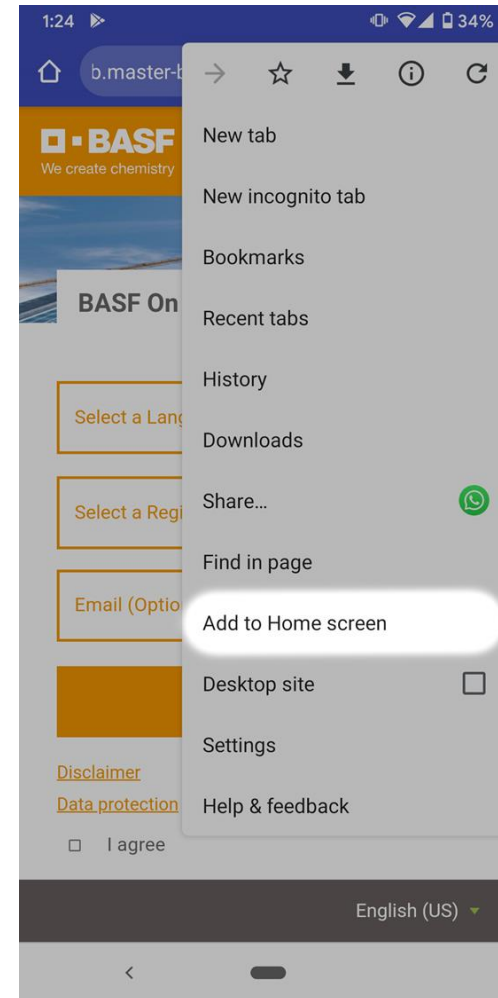 1:24
34%
b.master-b
BASF
We create chemistry
New tab
New incognito tab
Bookmarks
BASF On
Recent tabs
History
Select a Lang
Downloads
Share...
Select a Regi
Find in page
Email (Optio
Add to Home screen
Desktop site
Settings
Disclaimer
Data protection
Help & feedback
I agree
English (US)